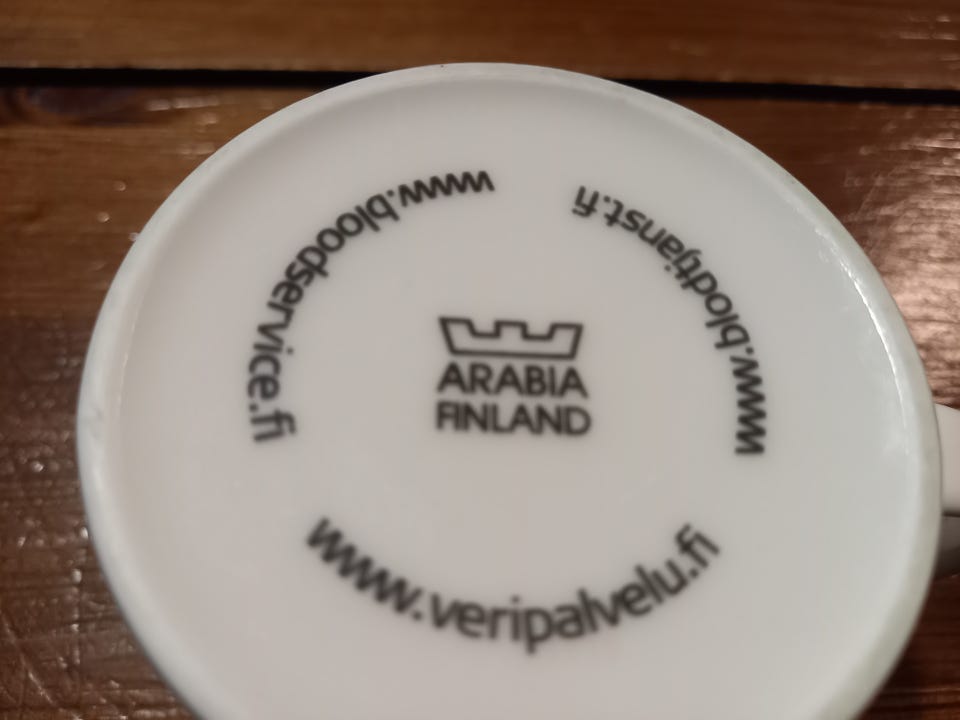 www.bloodservice.fi
www.blodtjanst.fi
ARABIA
FINLAND
www.veripalvelu.fi